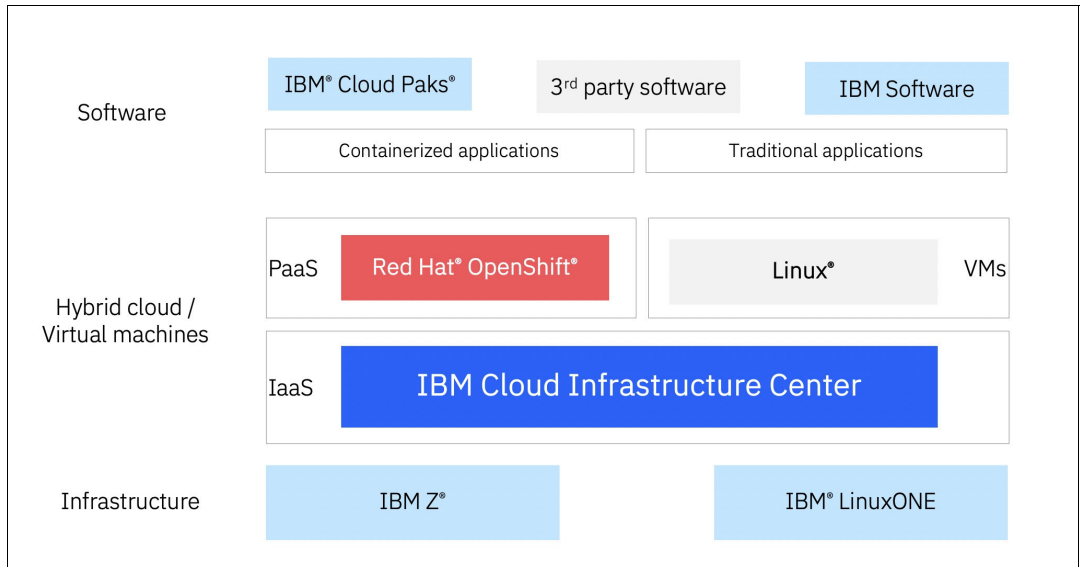 IBM® Cloud Paks®
3rd party software
IBM Software
Software
Containerized applications
Traditional applications
PaaS
Red Hat® OpenShift®
Linux®
VMs
Hybrid cloud /
Virtual machines
IaaS
IBM Cloud Infrastructure Center
Infrastructure
IBM Z®
IBM® LinuxONE